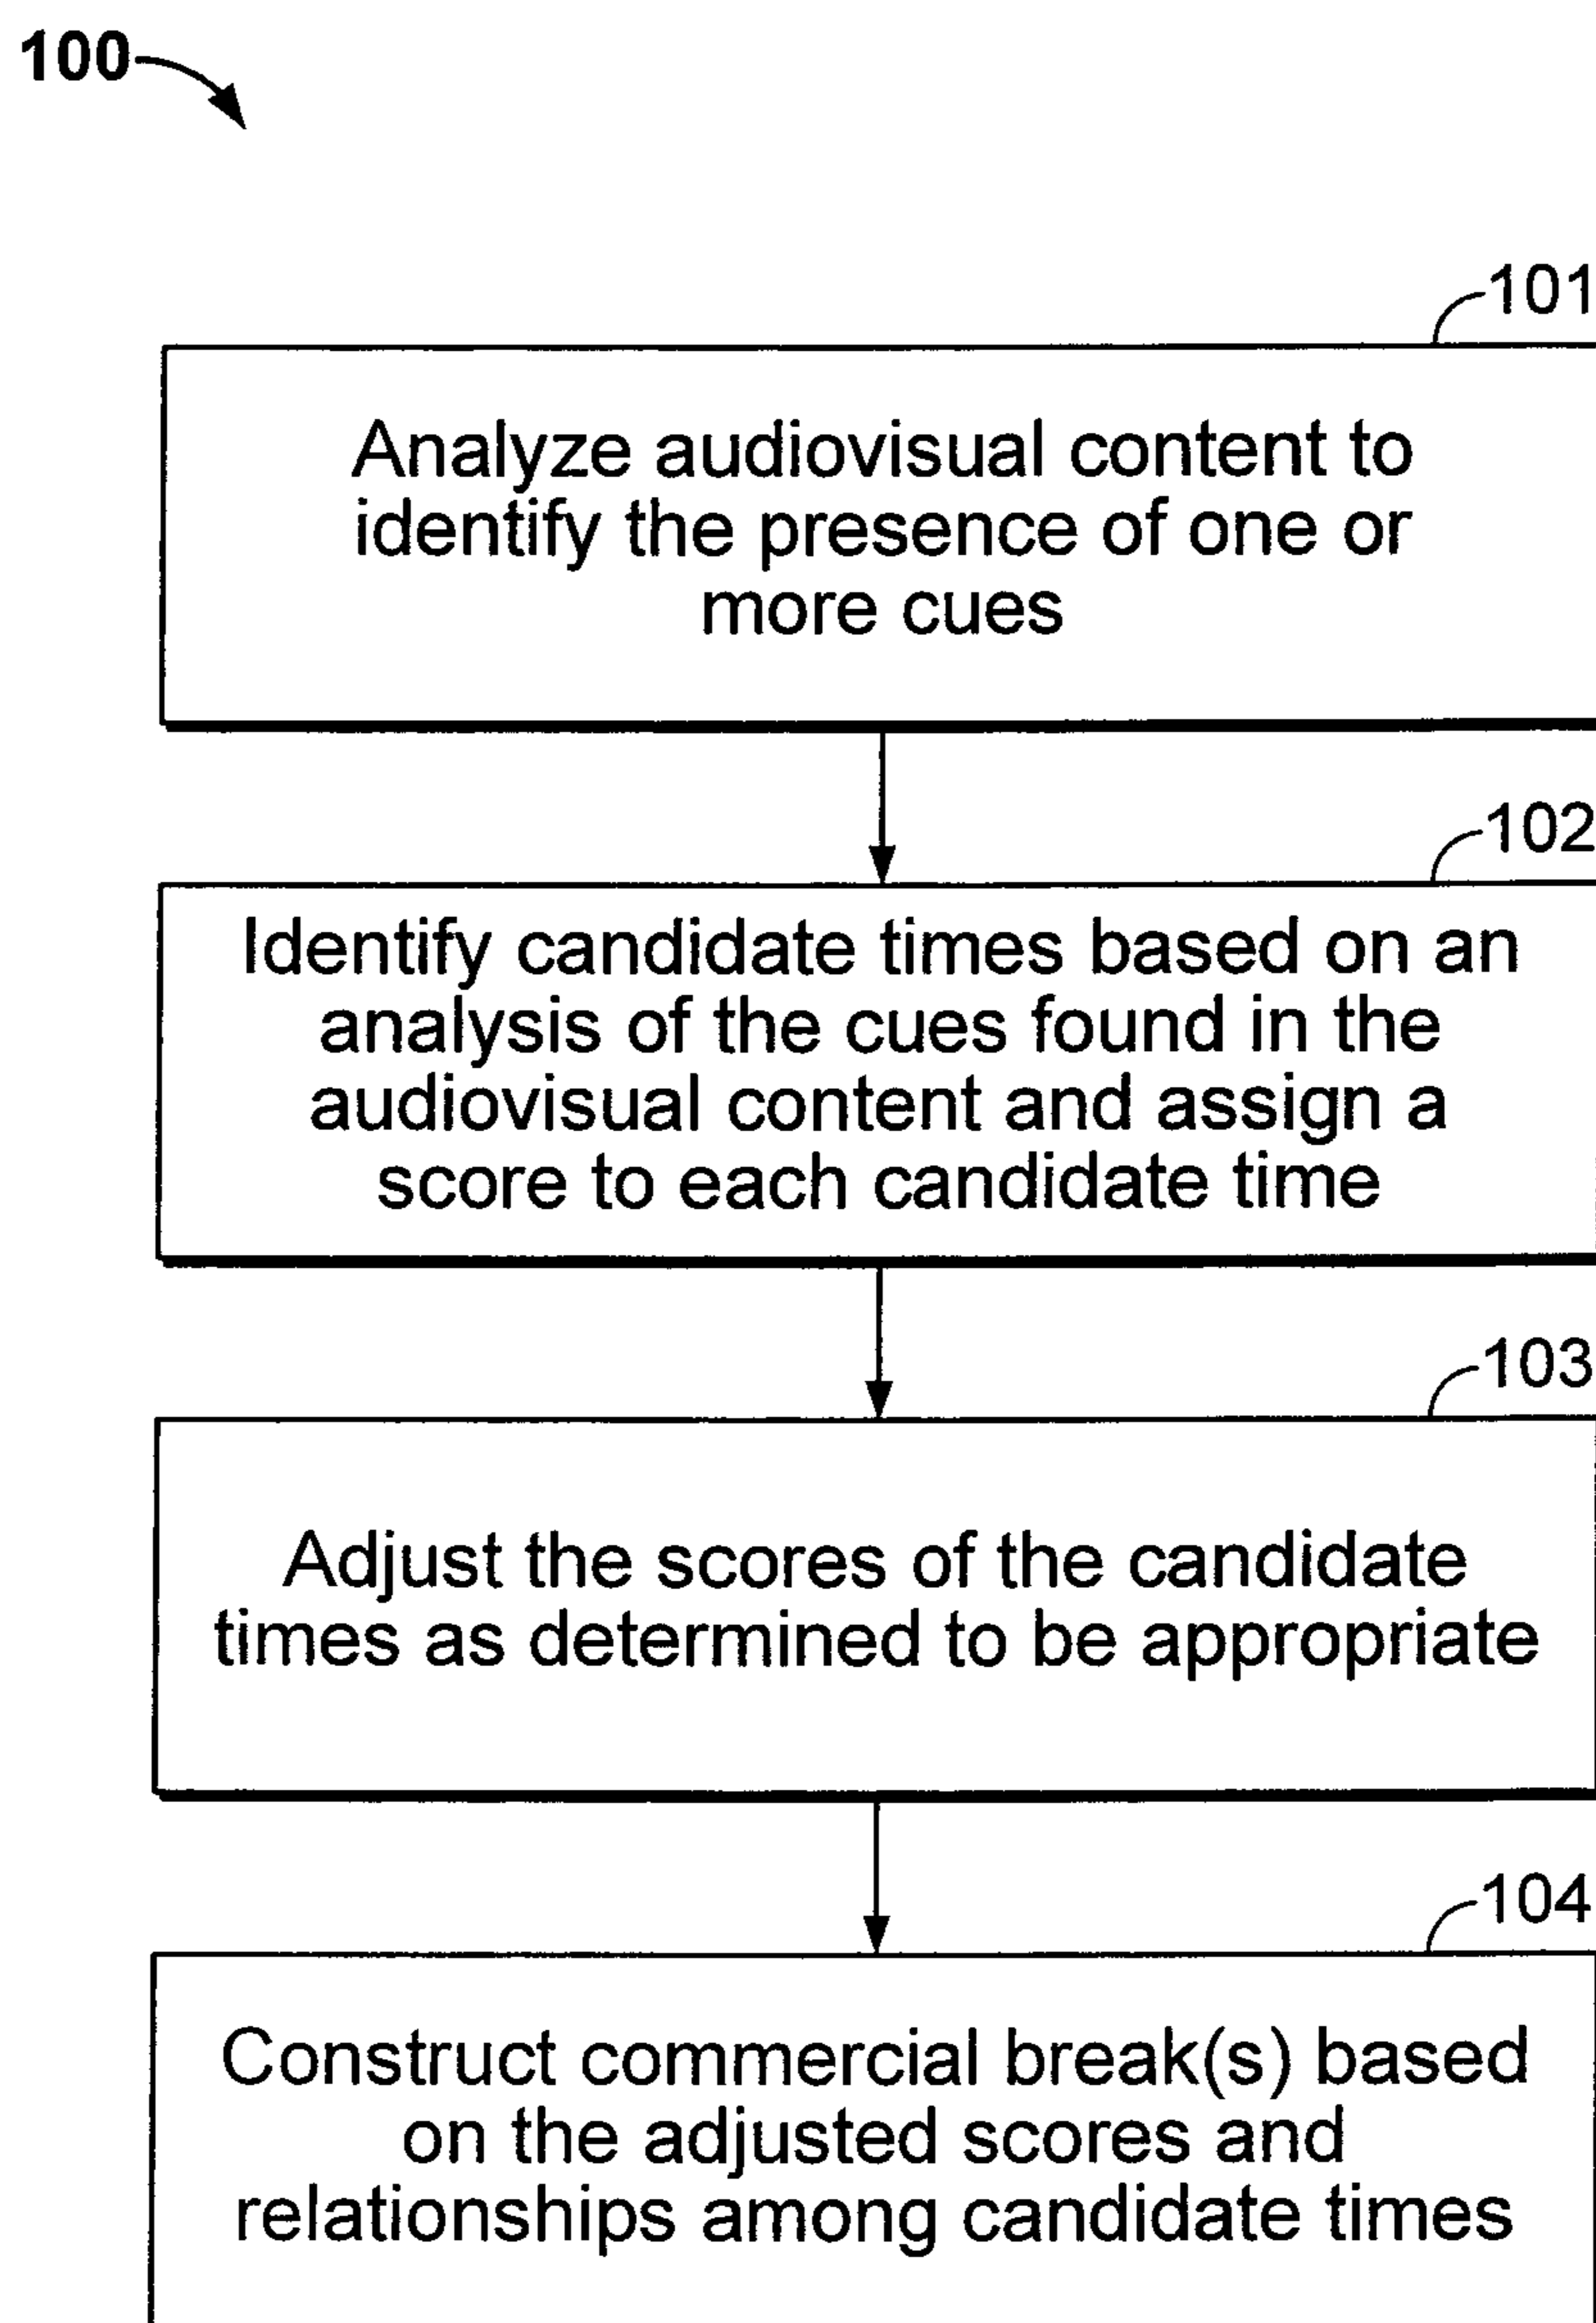 100
101
Analyze audiovisual content to
identify the presence of one or
more cues
102
Identify candidate times based on an
analysis of the cues found in the
audiovisual content and assign a
score to each candidate time
103
Adjust the scores of the candidate
times as determined to be appropriate
104
Construct commercial break(s) based
on the adjusted scores and
relationships among candidate times